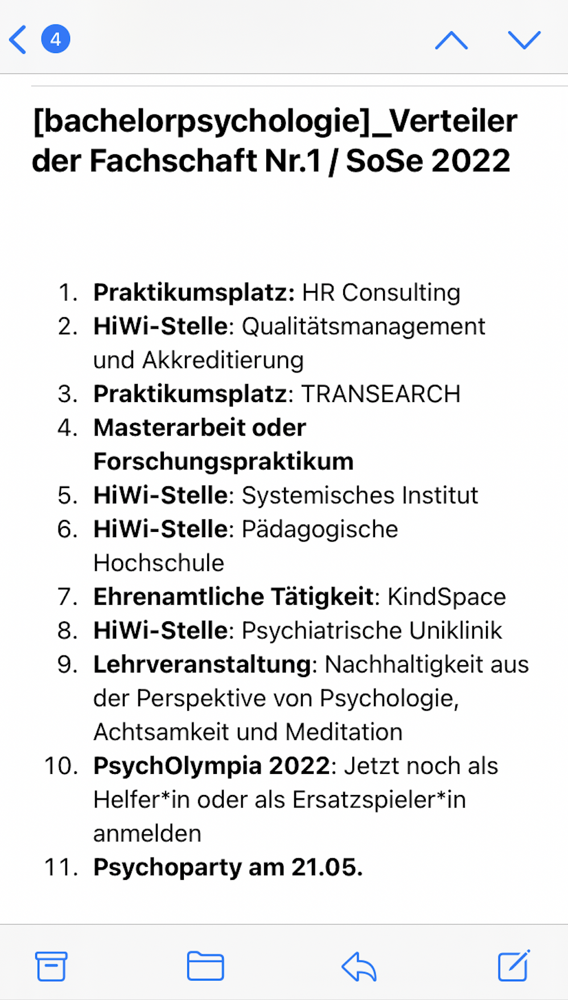 4
[bachelorpsychologie]_Verteiler
der Fachschaft Nr.1 / SoSe 2022
1. Praktikumsplatz: HR Consulting
2. HiWi-Stelle: Qualitätsmanagement
und Akkreditierung
3. Praktikumsplatz: TRANSEARCH
4. Masterarbeit oder
Forschungspraktikum
5. HiWi-Stelle: Systemisches Institut
6. HiWi-Stelle: Pädagogische
Hochschule
7. Ehrenamtliche Tätigkeit: KindSpace
8. HiWi-Stelle: Psychiatrische Uniklinik
9. Lehrveranstaltung: Nachhaltigkeit aus
der Perspektive von Psychologie,
Achtsamkeit und Meditation
10. PsychOlympia 2022: Jetzt noch als
Helfer*in oder als Ersatzspieler*in
anmelden
11. Psychoparty am 21.05.